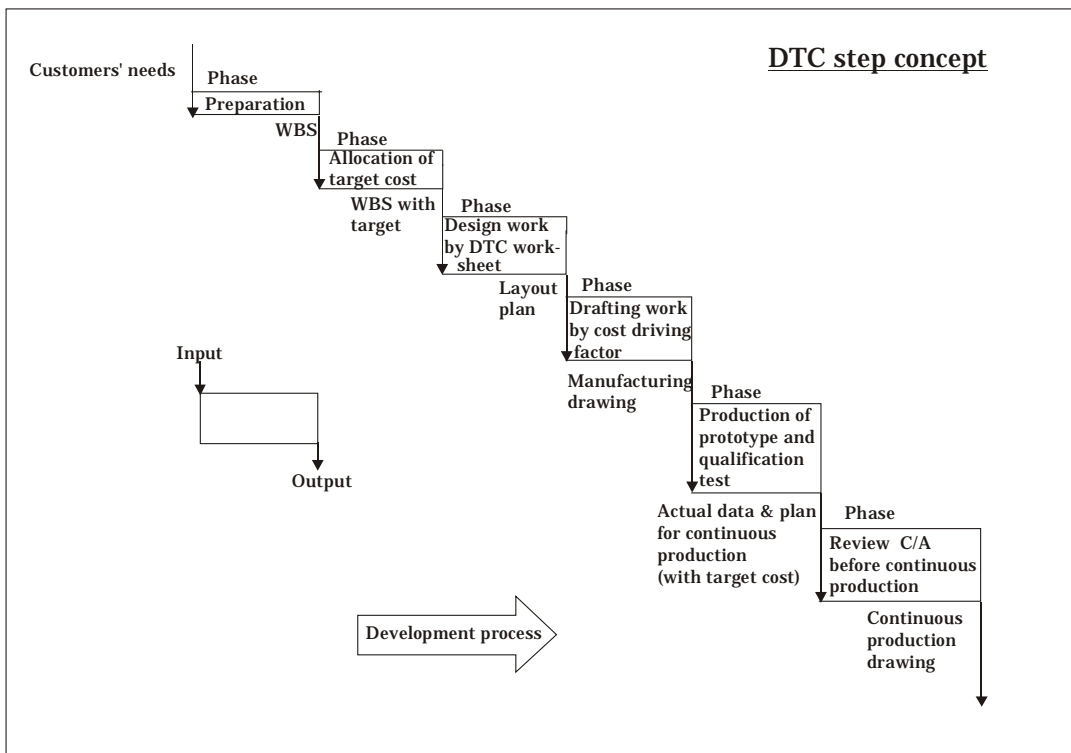 DTC step concept
Customers' needs
Phase
Preparation
WBS
Phase
Allocation of
target cost
WBS with
target
Phase
Design work
by DTC work-
sheet
Layout
plan
Phase
Drafting work
by cost driving
factor
Manufacturing
drawing
Phase
Production of
prototype and
qualification
test
Actual data & plan
for continuous
production
(with target cost)
Phase
Review C/A
before continuous
production
Continuous
production
drawing
Input
Output
Development process